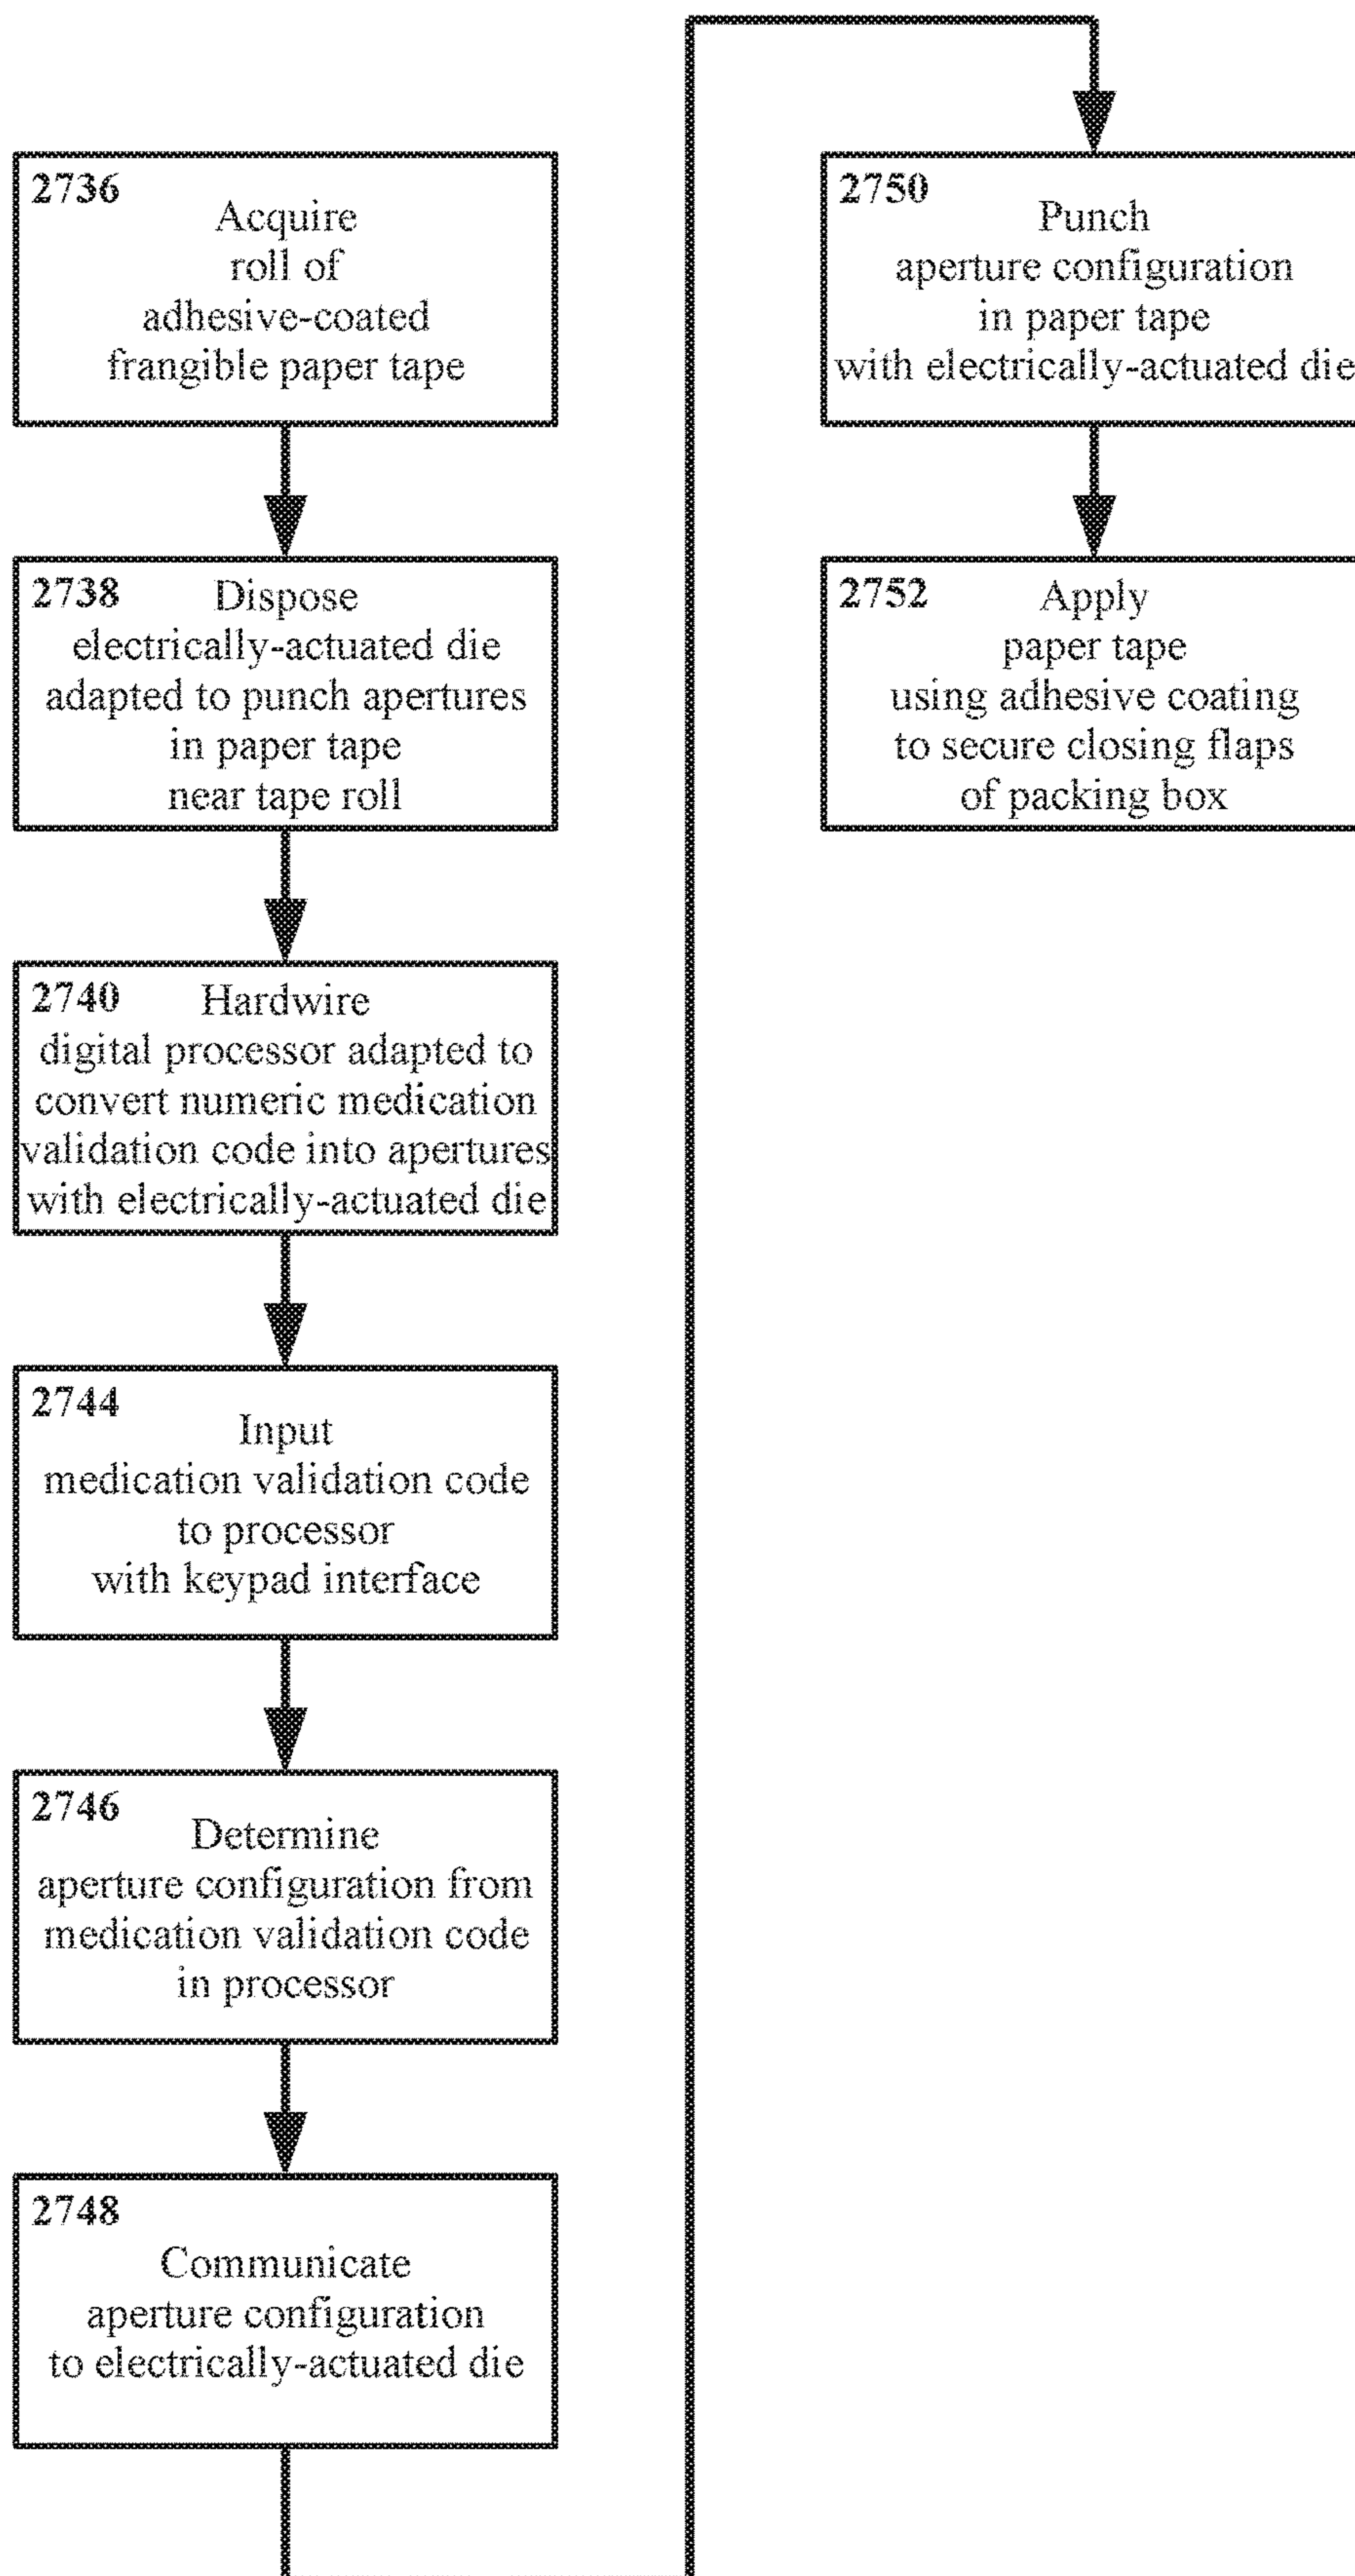 2736
Acquire
roll of
adhesive-coated
frangible paper tape
2738 Dispose
electrically-actuated die
adapted to punch apertures
in paper tape
near tape roll
2740 Hardwire
digital processor adapted to
convert numeric medication
validation code into apertures
with electrically-actuated die
2744
Input
medication validation code
to processor
with keypad interface
2746
Determine
aperture configuration from
medication validation code
in processor
2748
Communicate
aperture configuration
to electrically-actuated die
2750
Punch
aperture configuration
in paper tape
with electrically-actuated die
2752 Apply
paper tape
using adhesive coating
to secure closing flaps
of packing box